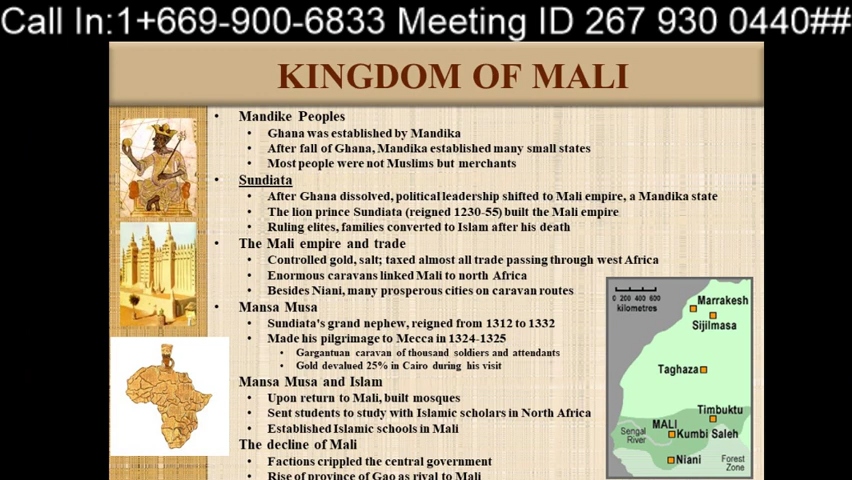 Call In:1+669-900-6833 Meeting ID 267 930 0440##
KINGDOM OF MALI
• Mandike Peoples
• Ghana was established by Mandika
• After fall of Ghana, Mandika established many small states
• Most people were not Muslims but merchants
• Sundiata
• After Ghana dissolved, political leadership shifted to Mali empire, a Mandika state
• The lion prince Sundiata (reigned 1230-55) built the Mali empire
• Ruling elites, families converted to Islam after his death
• The Mali empire and trade
• Controlled gold, salt; taxed almost all trade passing through west Africa
• Enormous caravans linked Mali to north Africa
• Besides Niani, many prosperous cities on caravan routes
• Mansa Musa
• Sundiata's grand nephew, reigned from 1312 to 1332
• Made his pilgrimage to Mecca in 1324-1325
• Gargantuan caravan of thousand soldiers and attendants
• Gold devalued 25% in Cairo during his visit
Mansa Musa and Islam
• Upon return to Mali, built mosques
• Sent students to study with Islamic scholars in North Africa
• Established Islamic schools in Mali
The decline of Mali
• Factions crippled the central government
• Rise of province of Gao as rival to Mali
0 200 400 600
kilometres
Marrakesh
Sijilmasa
Taghaza
Timbuktu
MALI
Senegal
River
Kumbi Saleh
Niani
Forest
Zone